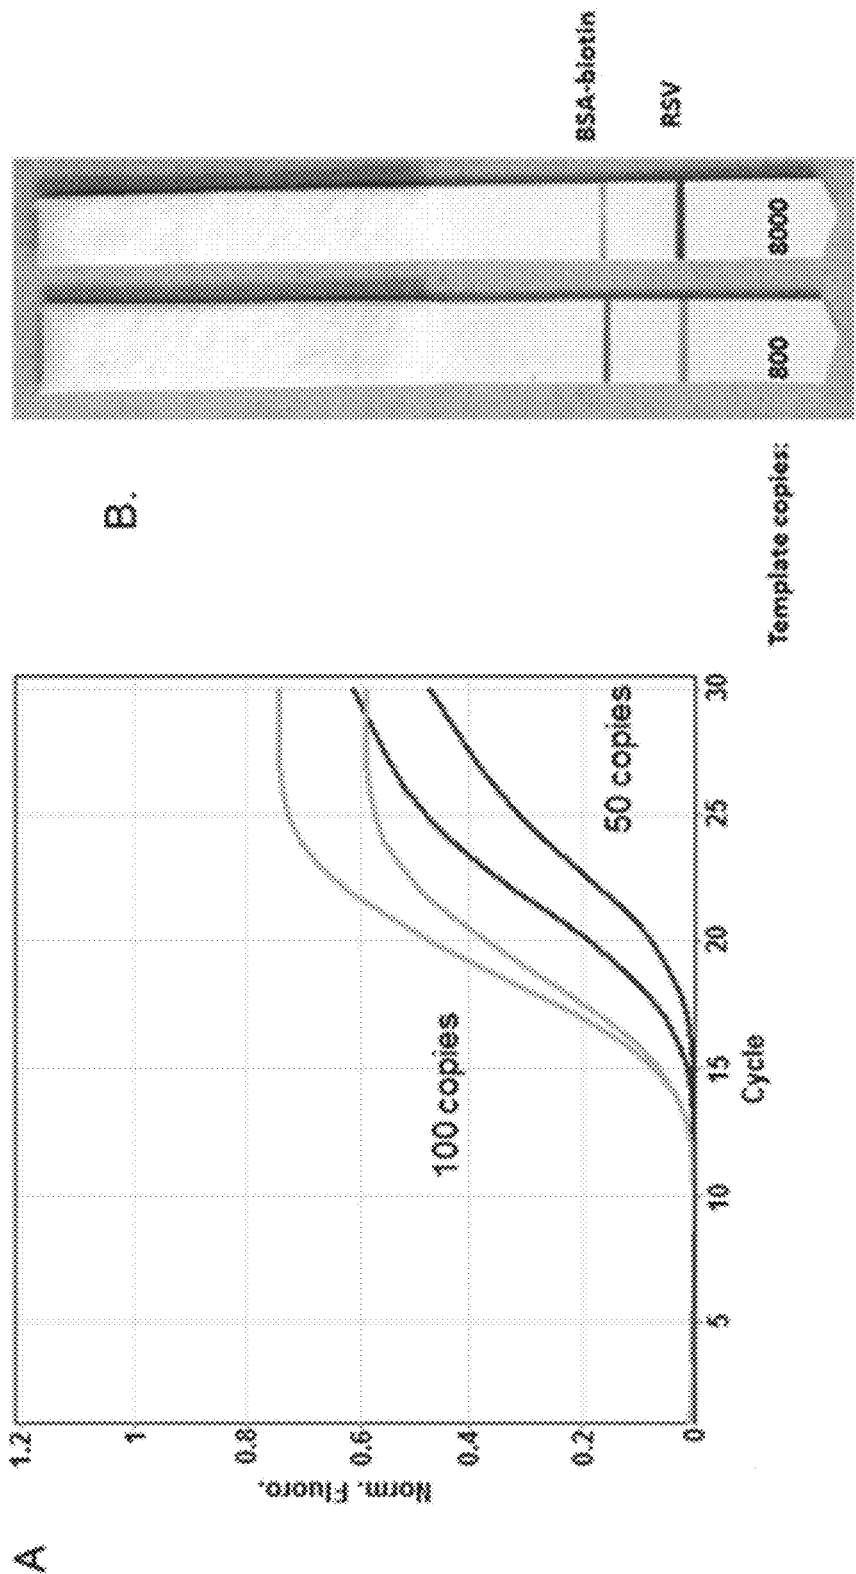 A
Norm. Fluoro.
1.2
1
0.8
0.6
0.4
0.2
0
5
10
15
20
25
30
Cycle
100 copies
50 copies
B.
BSA-biotin
RSV
Template copies:
800
8000